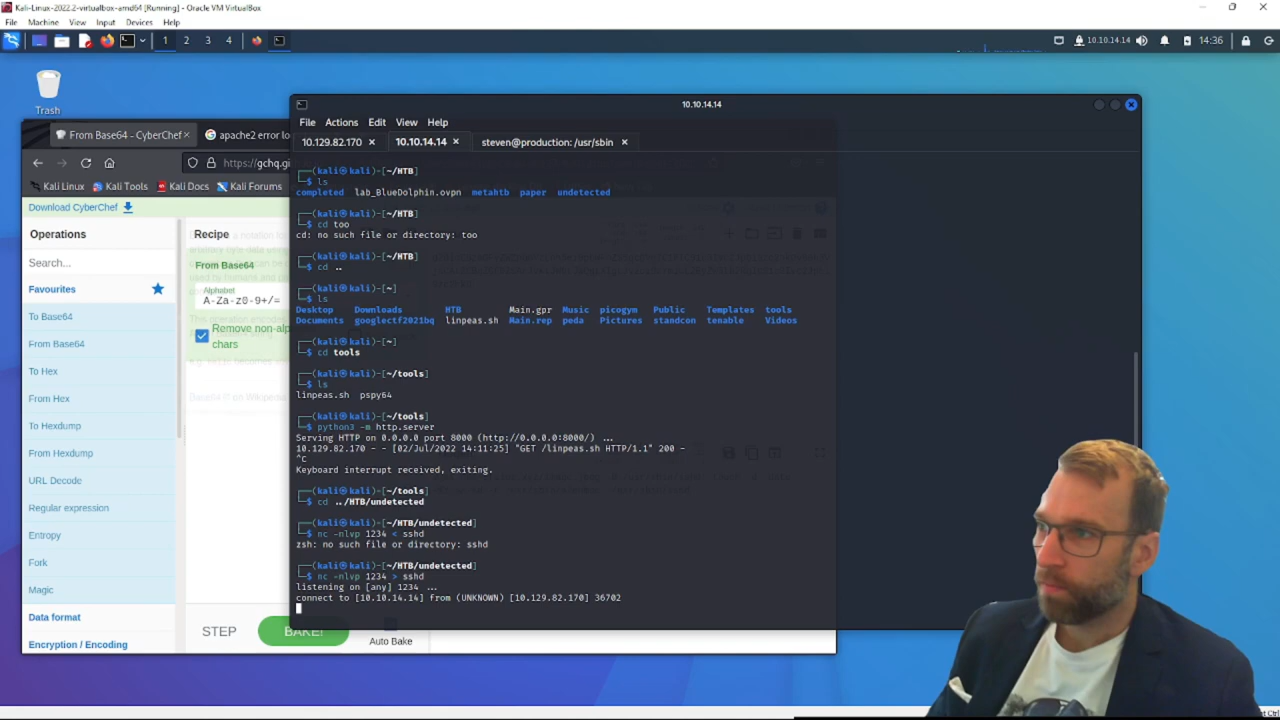 Kali-Linux-2022.2-virtualbox-amd64 [Running] - Oracle VM VirtualBox
File Machine View Input Devices Help
1 2 3 4
10.10.14.14
14:36
Trash
10.10.14.14
File Actions Edit View Help
10.129.82.170
10.10.14.14
steven@production: /usr/sbin
From Base64 - CyberChef
apache2 error lo
https://gchq.gi
Kali Linux Kali Tools Kali Docs Kali Forums
Download CyberChef
Operations
Search...
Favourites
To Base64
From Base64
To Hex
From Hex
To Hexdump
From Hexdump
URL Decode
Regular expression
Entropy
Fork
Magic
Data format
Encryption / Encoding
Recipe
From Base64
Alphabet
A-Za-z0-9+/=
Remove non-alp
chars
STEP
BAKE!
Auto Bake
┌──(kali㉿kali)-[~/HTB]
└─$ ls
completed lab_BlueDolphin.ovpn metahtb paper undetected
┌──(kali㉿kali)-[~/HTB]
└─$ cd too
cd: no such file or directory: too
┌──(kali㉿kali)-[~/HTB]
└─$ cd ..
┌──(kali㉿kali)-[~]
└─$ ls
Desktop Downloads HTB Main.gpr Music picogym Public Templates tools
Documents googlectf2021bq linpeas.sh Main.rep peda Pictures standcon tenable Videos
┌──(kali㉿kali)-[~]
└─$ cd tools
┌──(kali㉿kali)-[~/tools]
└─$ ls
linpeas.sh pspy64
┌──(kali㉿kali)-[~/tools]
└─$ python3 -m http.server
Serving HTTP on 0.0.0.0 port 8000 (http://0.0.0.0:8000/) ...
10.129.82.170 - - [02/Jul/2022 14:11:25] "GET /linpeas.sh HTTP/1.1" 200 -
^C
Keyboard interrupt received, exiting.
┌──(kali㉿kali)-[~/tools]
└─$ cd ../HTB/undetected
┌──(kali㉿kali)-[~/HTB/undetected]
└─$ nc -nlvp 1234 < sshd
zsh: no such file or directory: sshd
┌──(kali㉿kali)-[~/HTB/undetected]
└─$ nc -nlvp 1234 > sshd
listening on [any] 1234 ...
connect to [10.10.14.14] from (UNKNOWN) [10.129.82.170] 36702